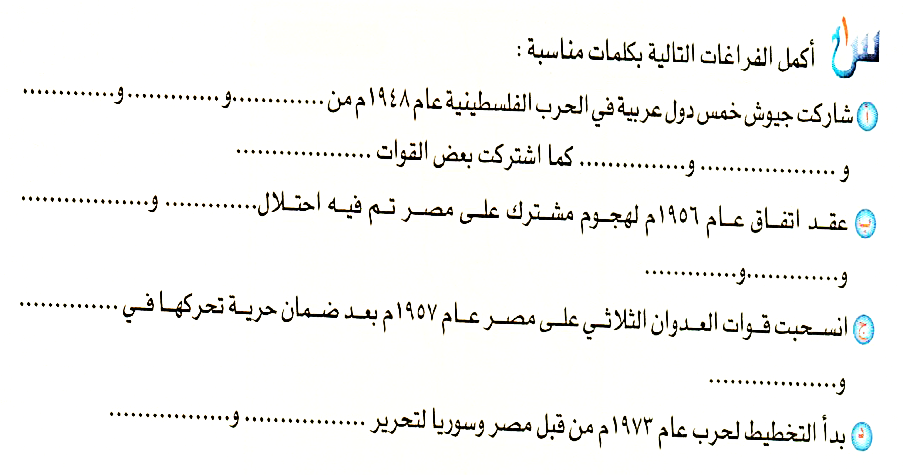 س١ أكمل الفراغات التالية بكلمات مناسبة :
أ شاركت جيوش خمس دول عربية في الحرب الفلسطينية عام ١٩٤٨م من .............و.............و.............
و ................... و............... كما اشتركت بعض القوات ...................
ب عقد اتفاق عام ١٩٥٦م لهجوم مشترك على مصر تم فيه احتلال............. و..................
و.............و.............
ج انسحبت قوات العدوان الثلاثي على مصر عام ١٩٥٧م بعد ضمان حرية تحركها في ..............
و..................
د بدأ التخطيط لحرب عام ١٩٧٣م من قبل مصر وسوريا لتحرير ................. و.................